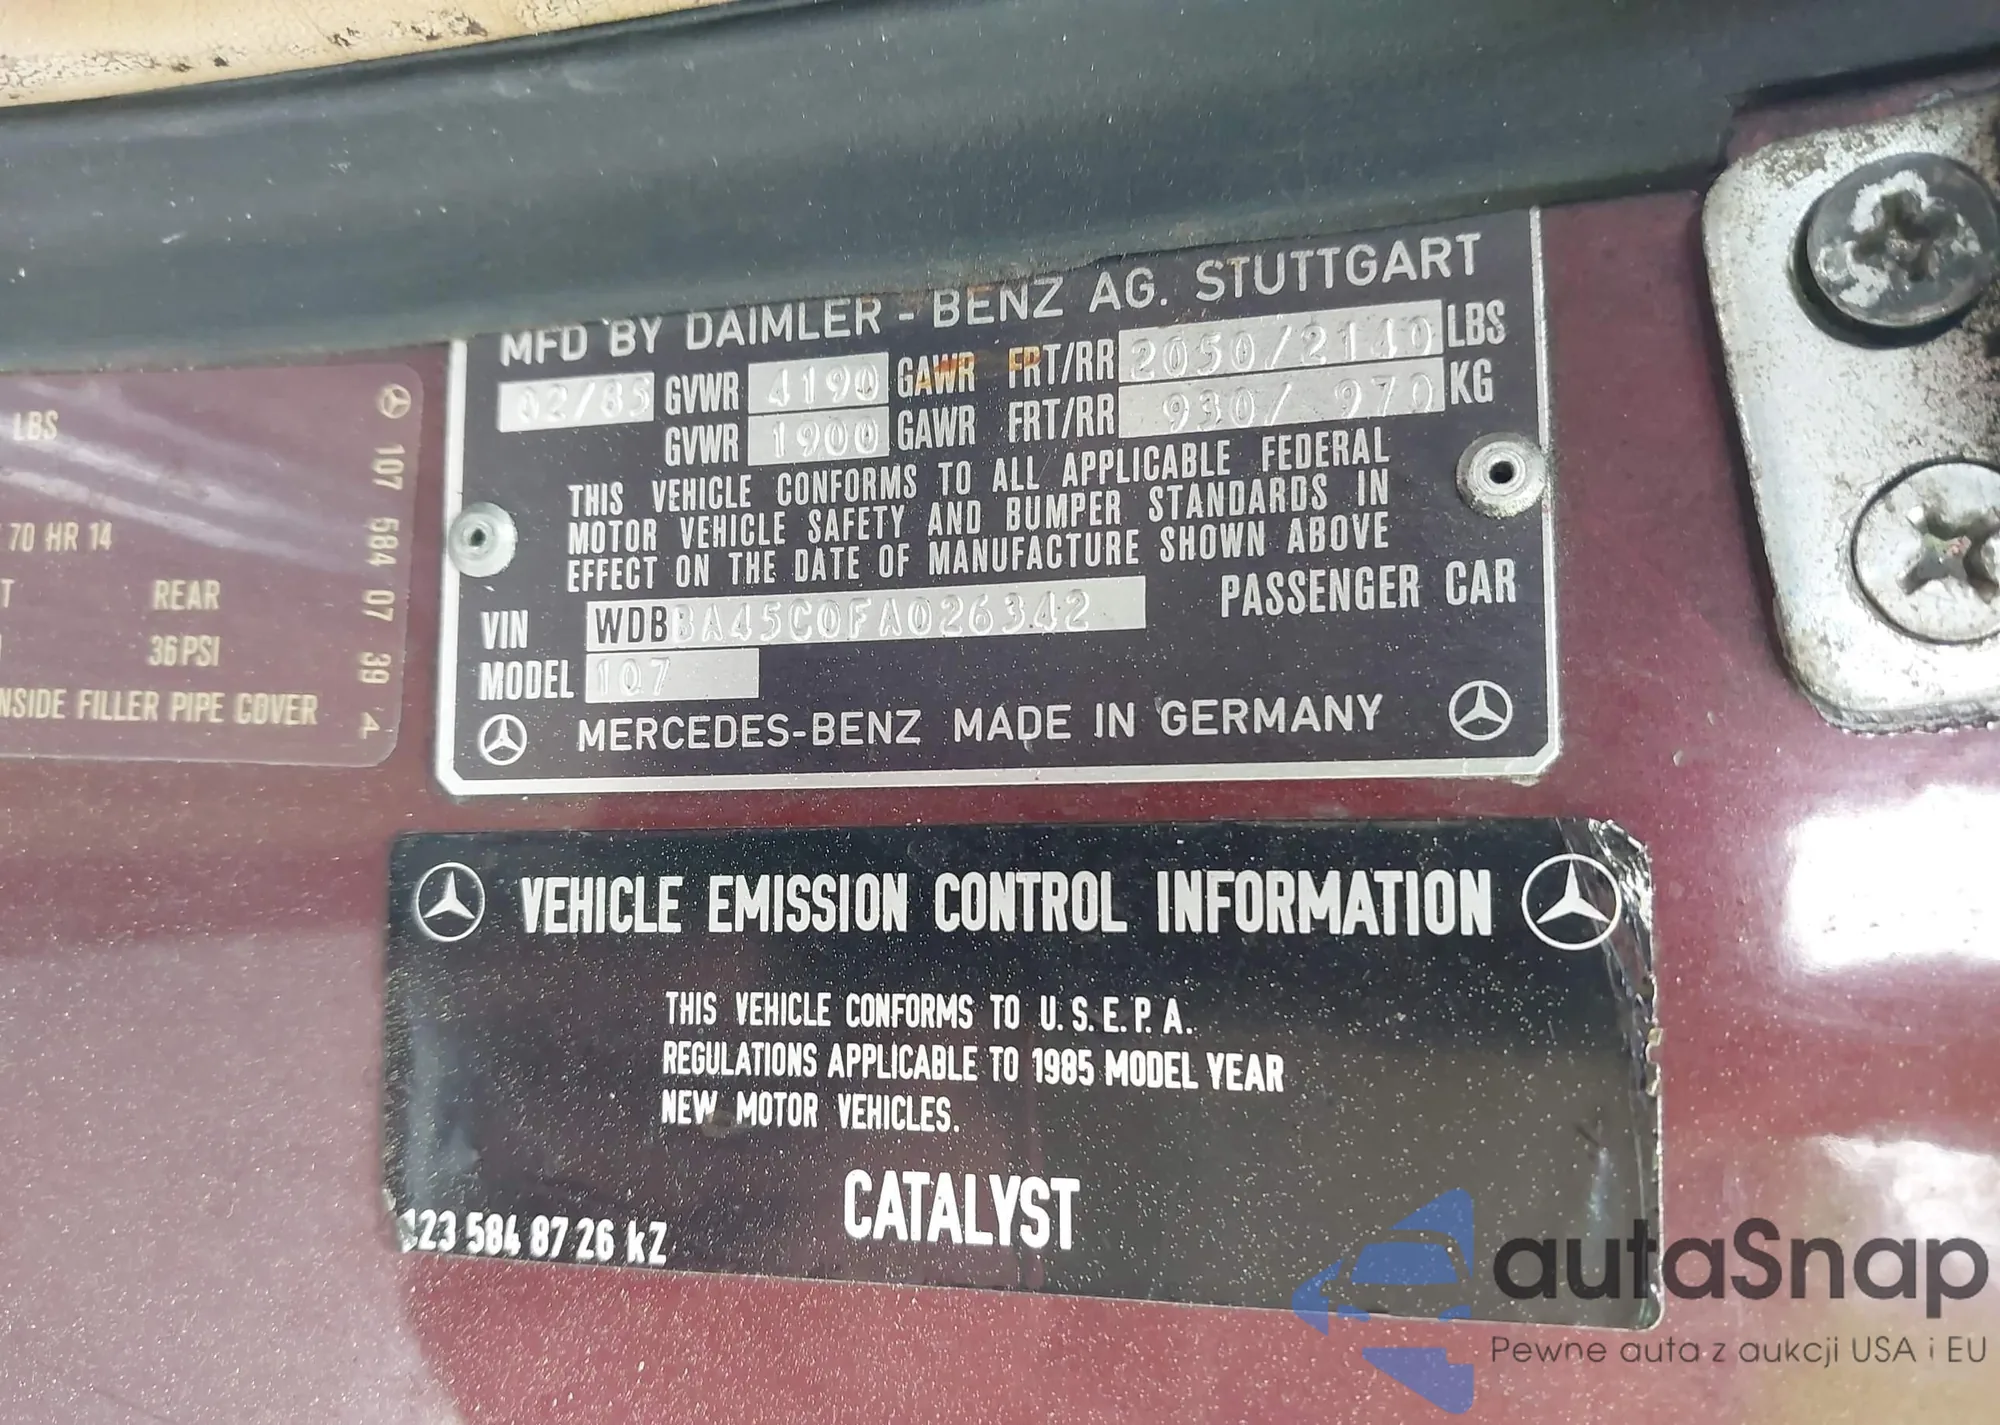 MFD BY DAIMLER - BENZ AG. STUTTGART
02/85 GVWR 4190 GAWR FRT/RR 2050/2140 LBS
GVWR 1900 GAWR FRT/RR 930/ 970 KG
THIS VEHICLE CONFORMS TO ALL APPLICABLE FEDERAL
MOTOR VEHICLE SAFETY AND BUMPER STANDARDS IN
EFFECT ON THE DATE OF MANUFACTURE SHOWN ABOVE
VIN WDBBA45C0FA026342 PASSENGER CAR
MODEL 107
MERCEDES-BENZ MADE IN GERMANY
LBS
70 HR 14
REAR
36 PSI
FILLER PIPE COVER
107 584 07 39
VEHICLE EMISSION CONTROL INFORMATION
THIS VEHICLE CONFORMS TO U.S.E.P.A.
REGULATIONS APPLICABLE TO 1985 MODEL YEAR
NEW MOTOR VEHICLES.
CATALYST
584 87 26 kZ
autaSnap
Pewne auta z aukcji USA i EU